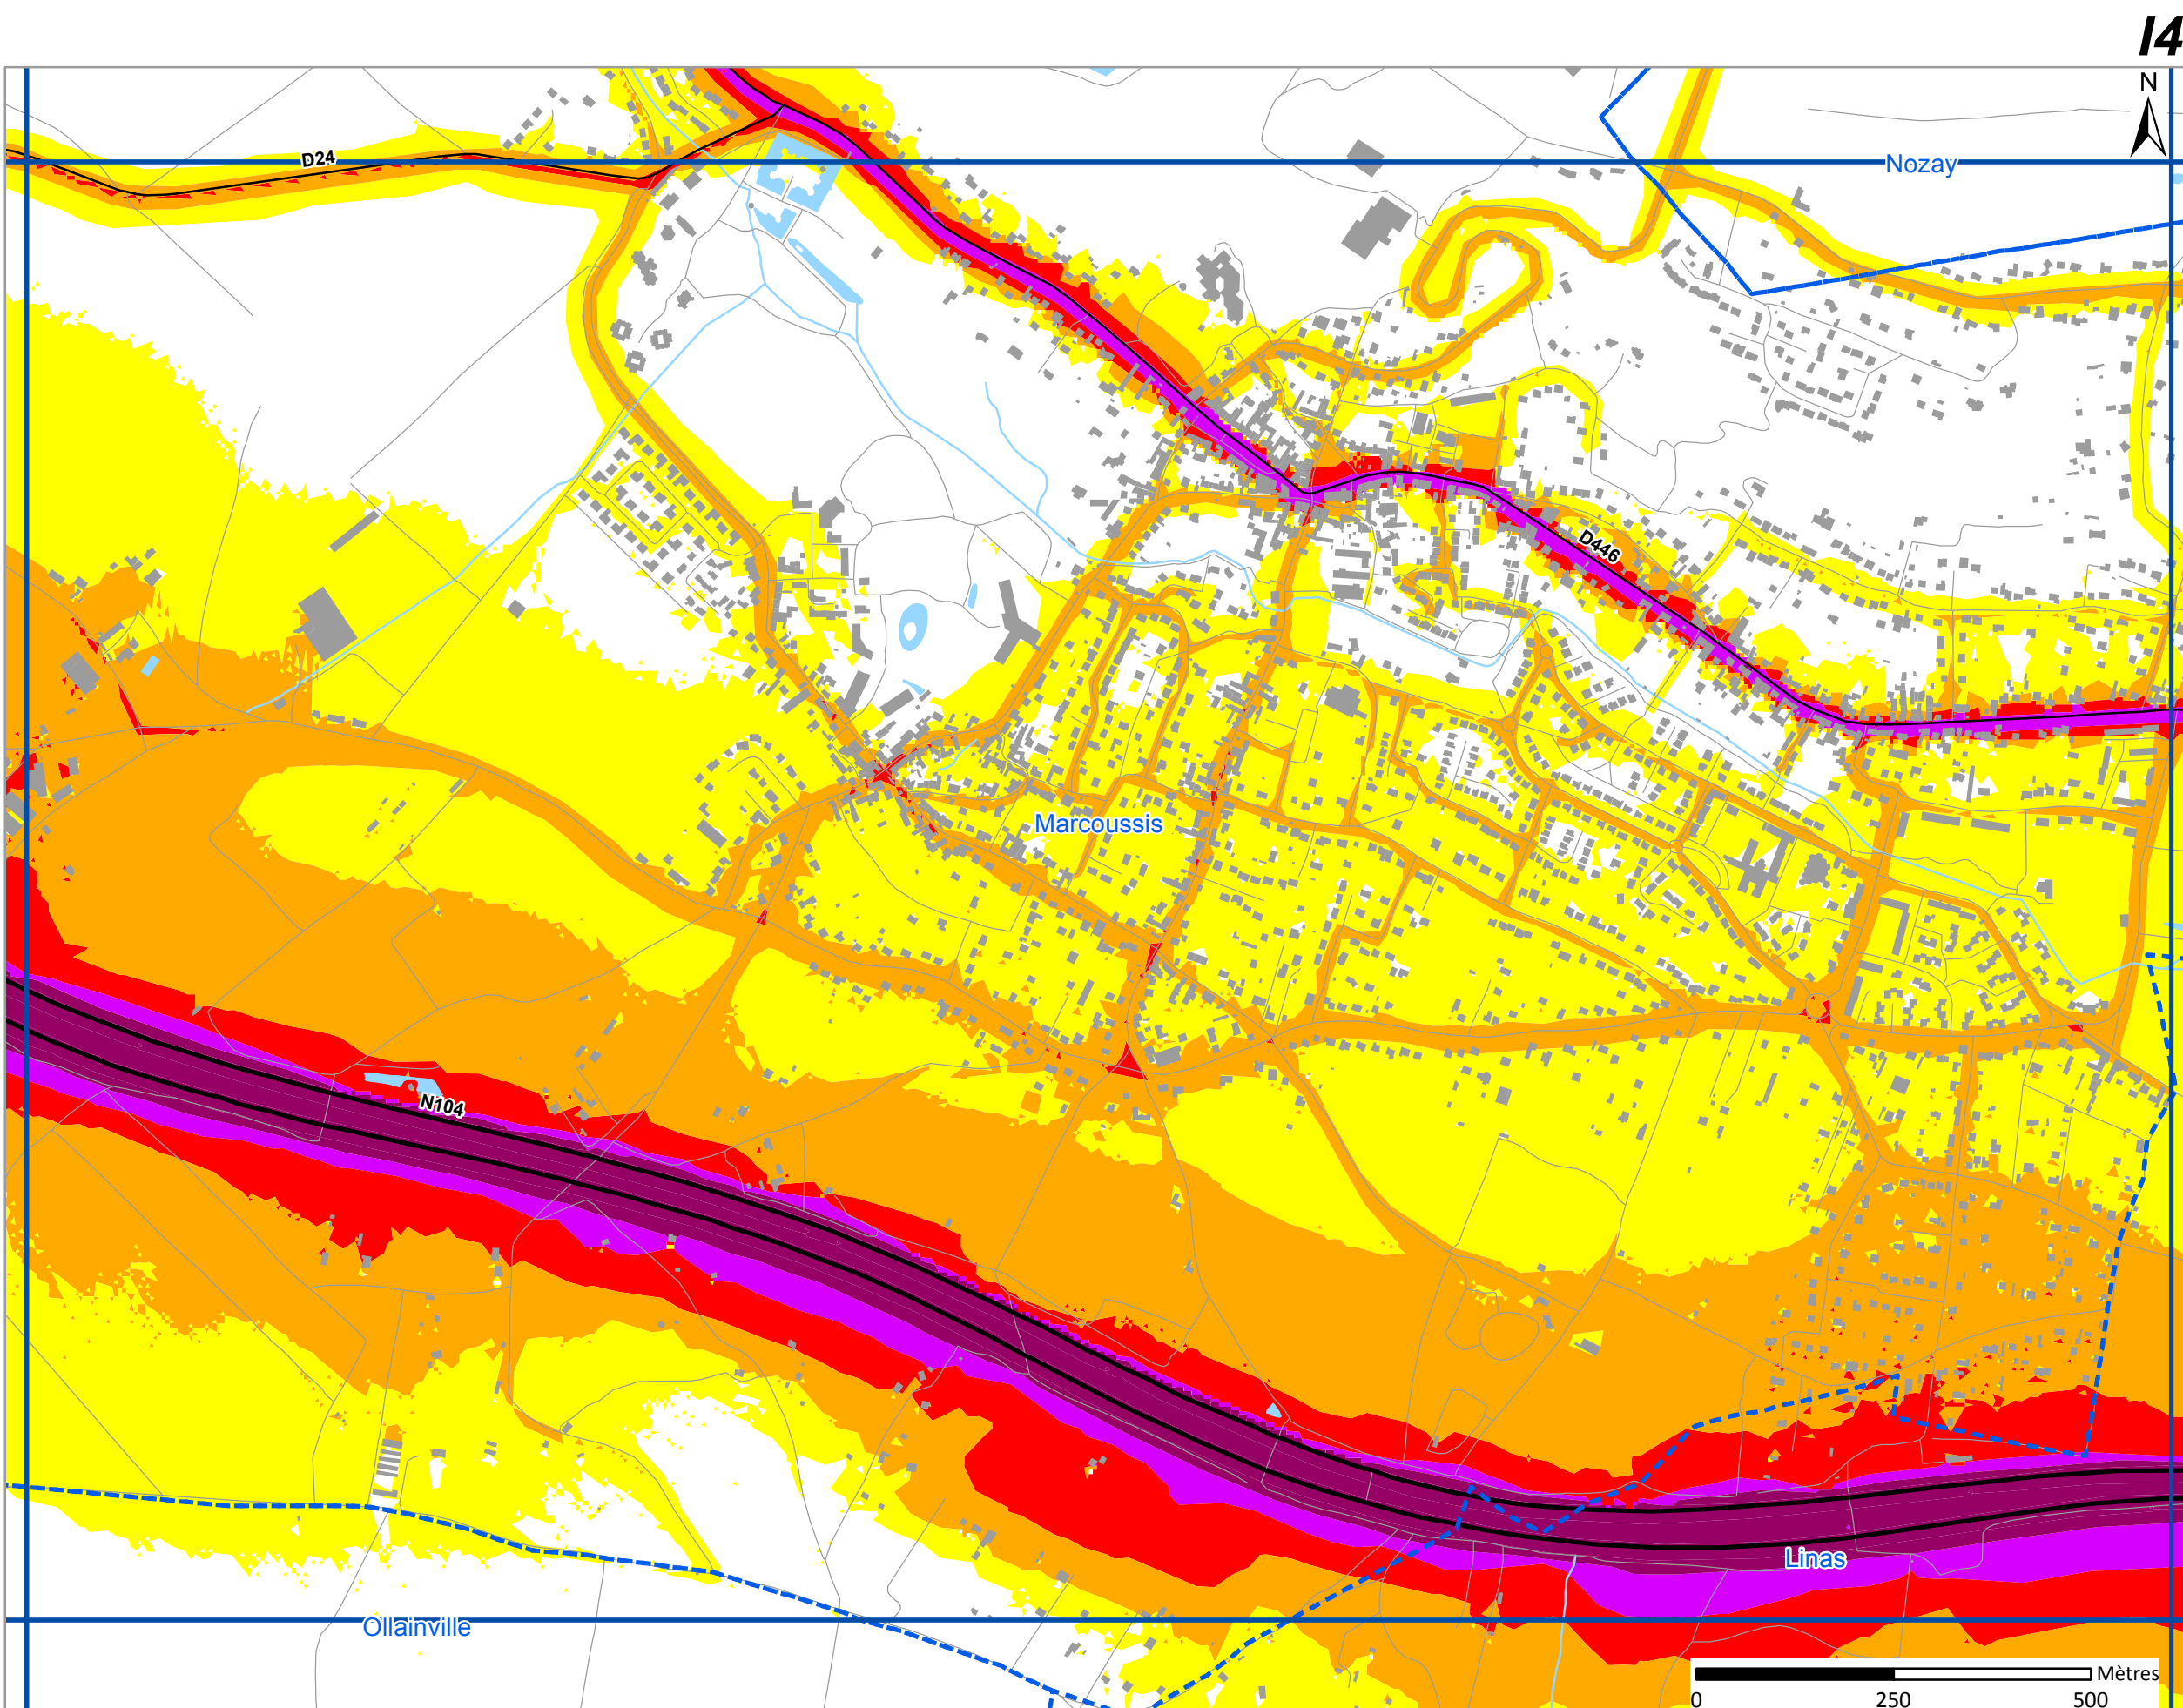 I4
N
D24
Nozay
D446
Marcoussis
N104
Linas
Ollainville
Mètres
0 250 500